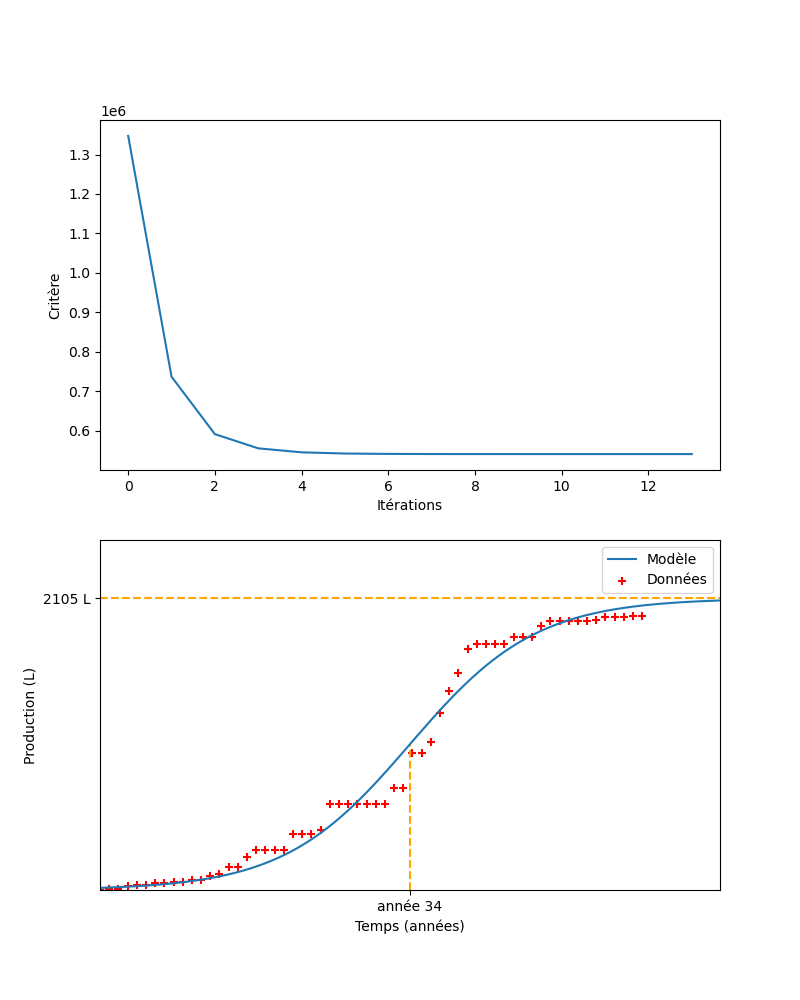 1e6
1.3
1.2
1.1
1.0
0.9
0.8
0.7
0.6
Critère
0 2 4 6 8 10 12
Itérations
Modèle
Données
2105 L
Production (L)
année 34
Temps (années)